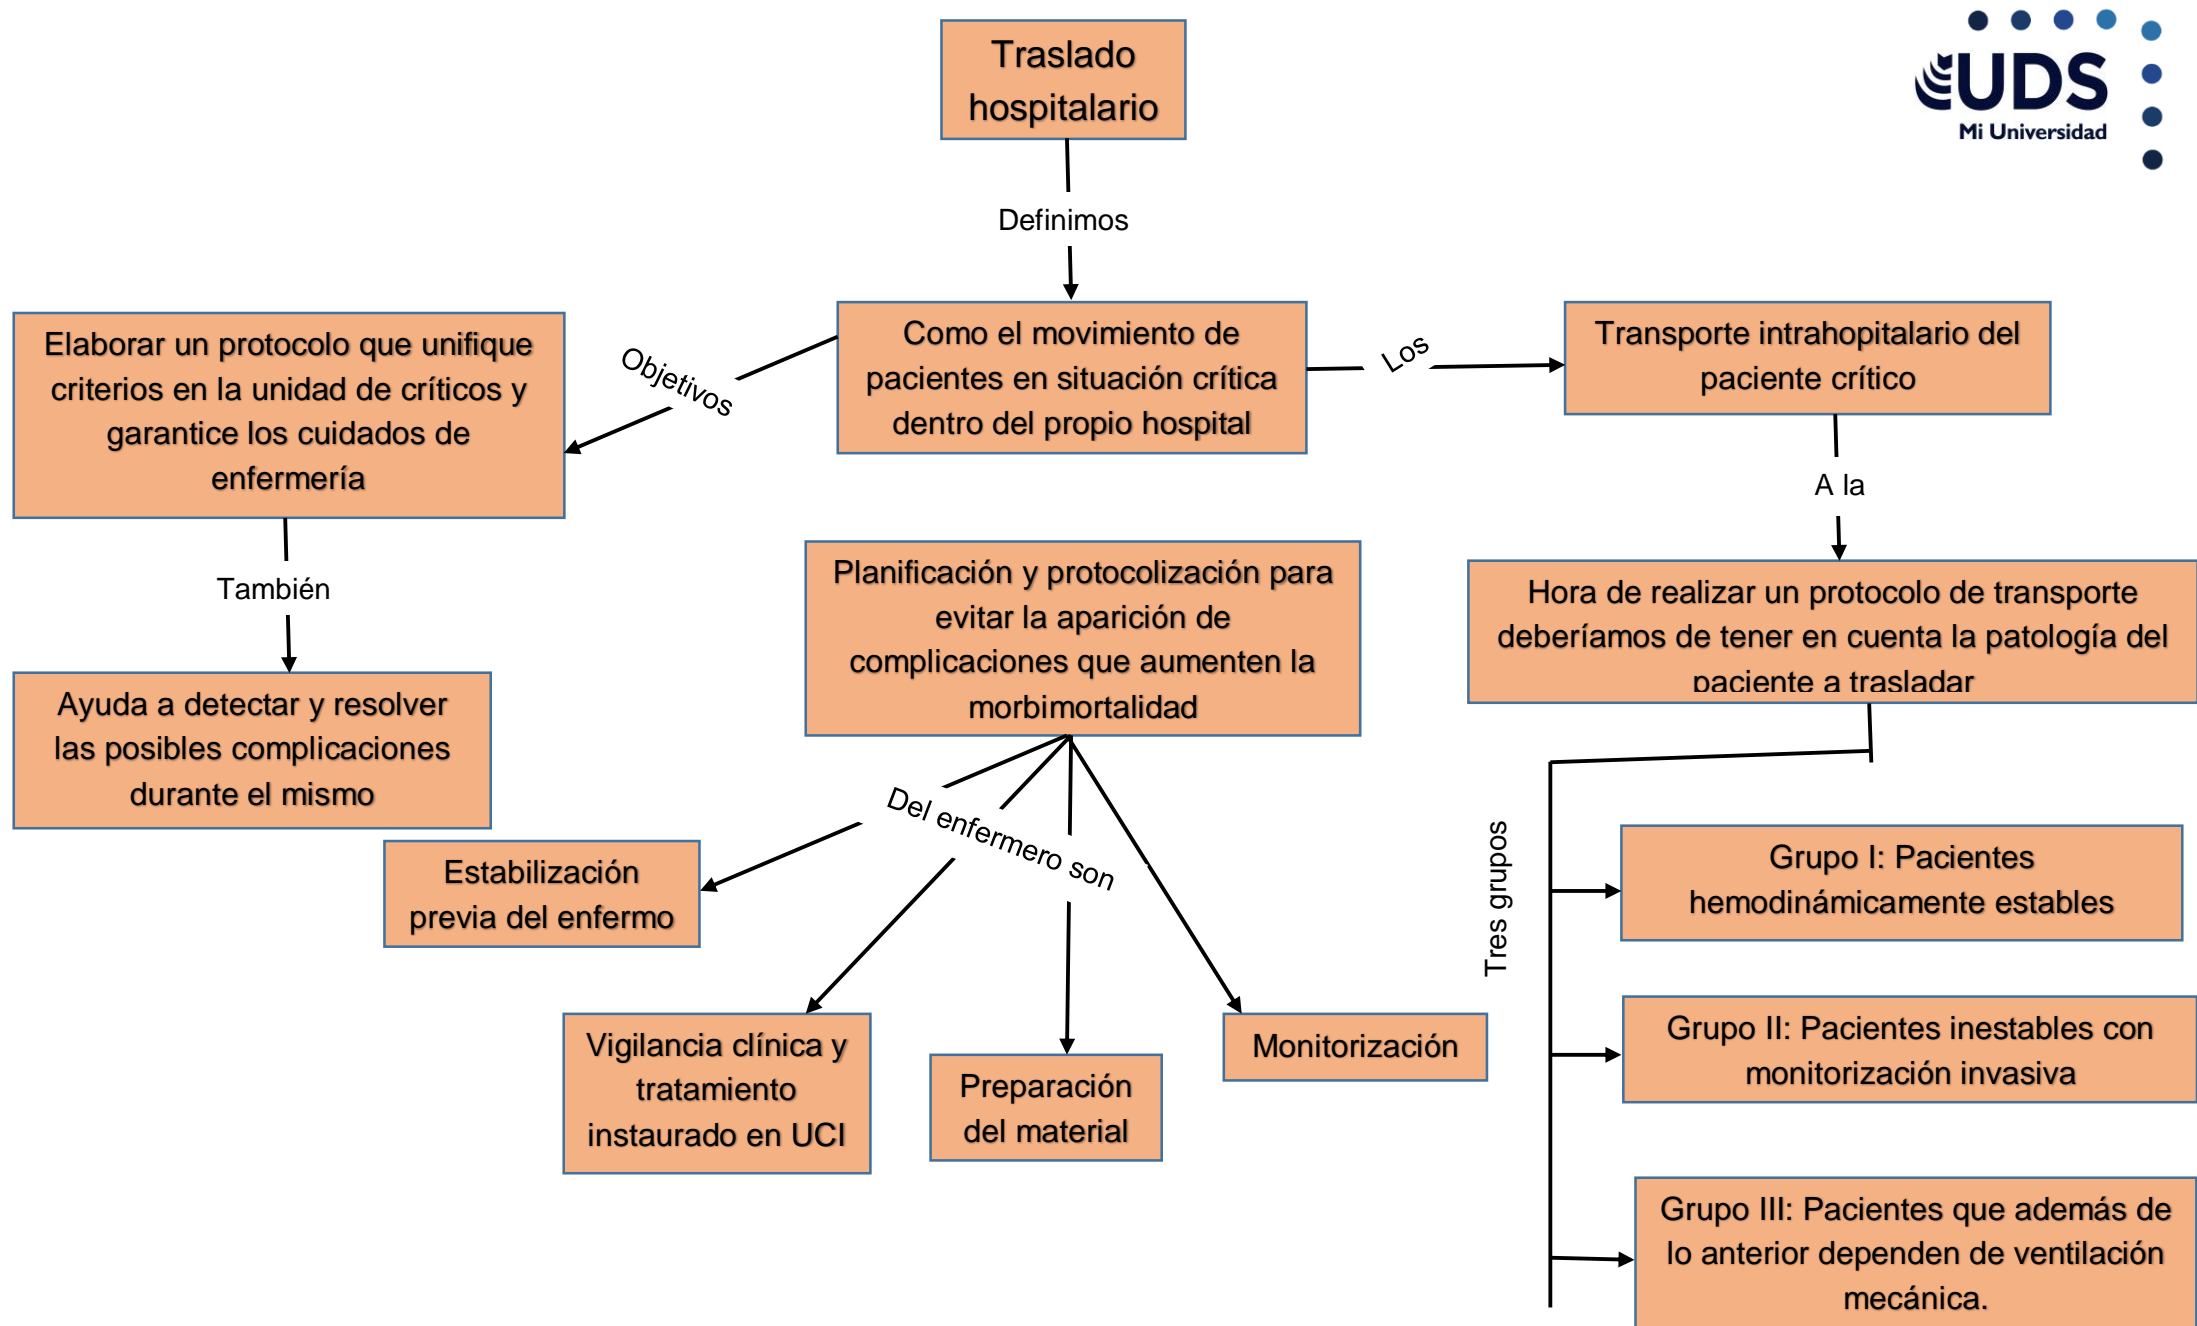 Traslado
hospitalario
UDS
Mi Universidad
Definimos
Elaborar un protocolo que unifique
criterios en la unidad de críticos y
garantice los cuidados de
enfermería
Objetivos
Como el movimiento de
pacientes en situación crítica
dentro del propio hospital
Los
Transporte intrahopitalario del
paciente crítico
A la
También
Ayuda a detectar y resolver
las posibles complicaciones
durante el mismo
Planificación y protocolización para
evitar la aparición de
complicaciones que aumenten la
morbimortalidad
Hora de realizar un protocolo de transporte
deberíamos de tener en cuenta la patología del
paciente a trasladar
Del enfermero son
Estabilización
previa del enfermo
Vigilancia clínica y
tratamiento
instaurado en UCI
Preparación
del material
Monitorización
Tres grupos
Grupo I: Pacientes
hemodinámicamente estables
Grupo II: Pacientes inestables con
monitorización invasiva
Grupo III: Pacientes que además de
lo anterior dependen de ventilación
mecánica.